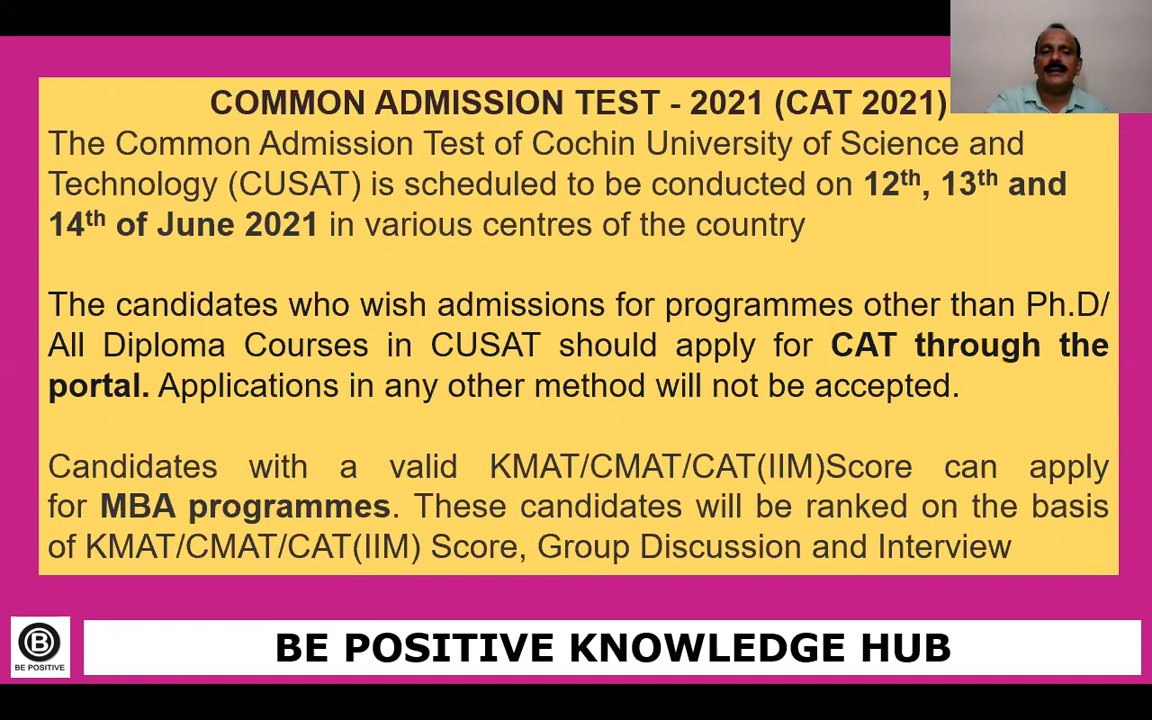 COMMON ADMISSION TEST - 2021 (CAT 2021)
The Common Admission Test of Cochin University of Science and
Technology (CUSAT) is scheduled to be conducted on 12th, 13th and
14th of June 2021 in various centres of the country
The candidates who wish admissions for programmes other than Ph.D/
All Diploma Courses in CUSAT should apply for CAT through the
portal. Applications in any other method will not be accepted.
Candidates with a valid KMAT/CMAT/CAT(IIM)Score can apply
for MBA programmes. These candidates will be ranked on the basis
of KMAT/CMAT/CAT(IIM) Score, Group Discussion and Interview
B
BE POSITIVE
BE POSITIVE KNOWLEDGE HUB